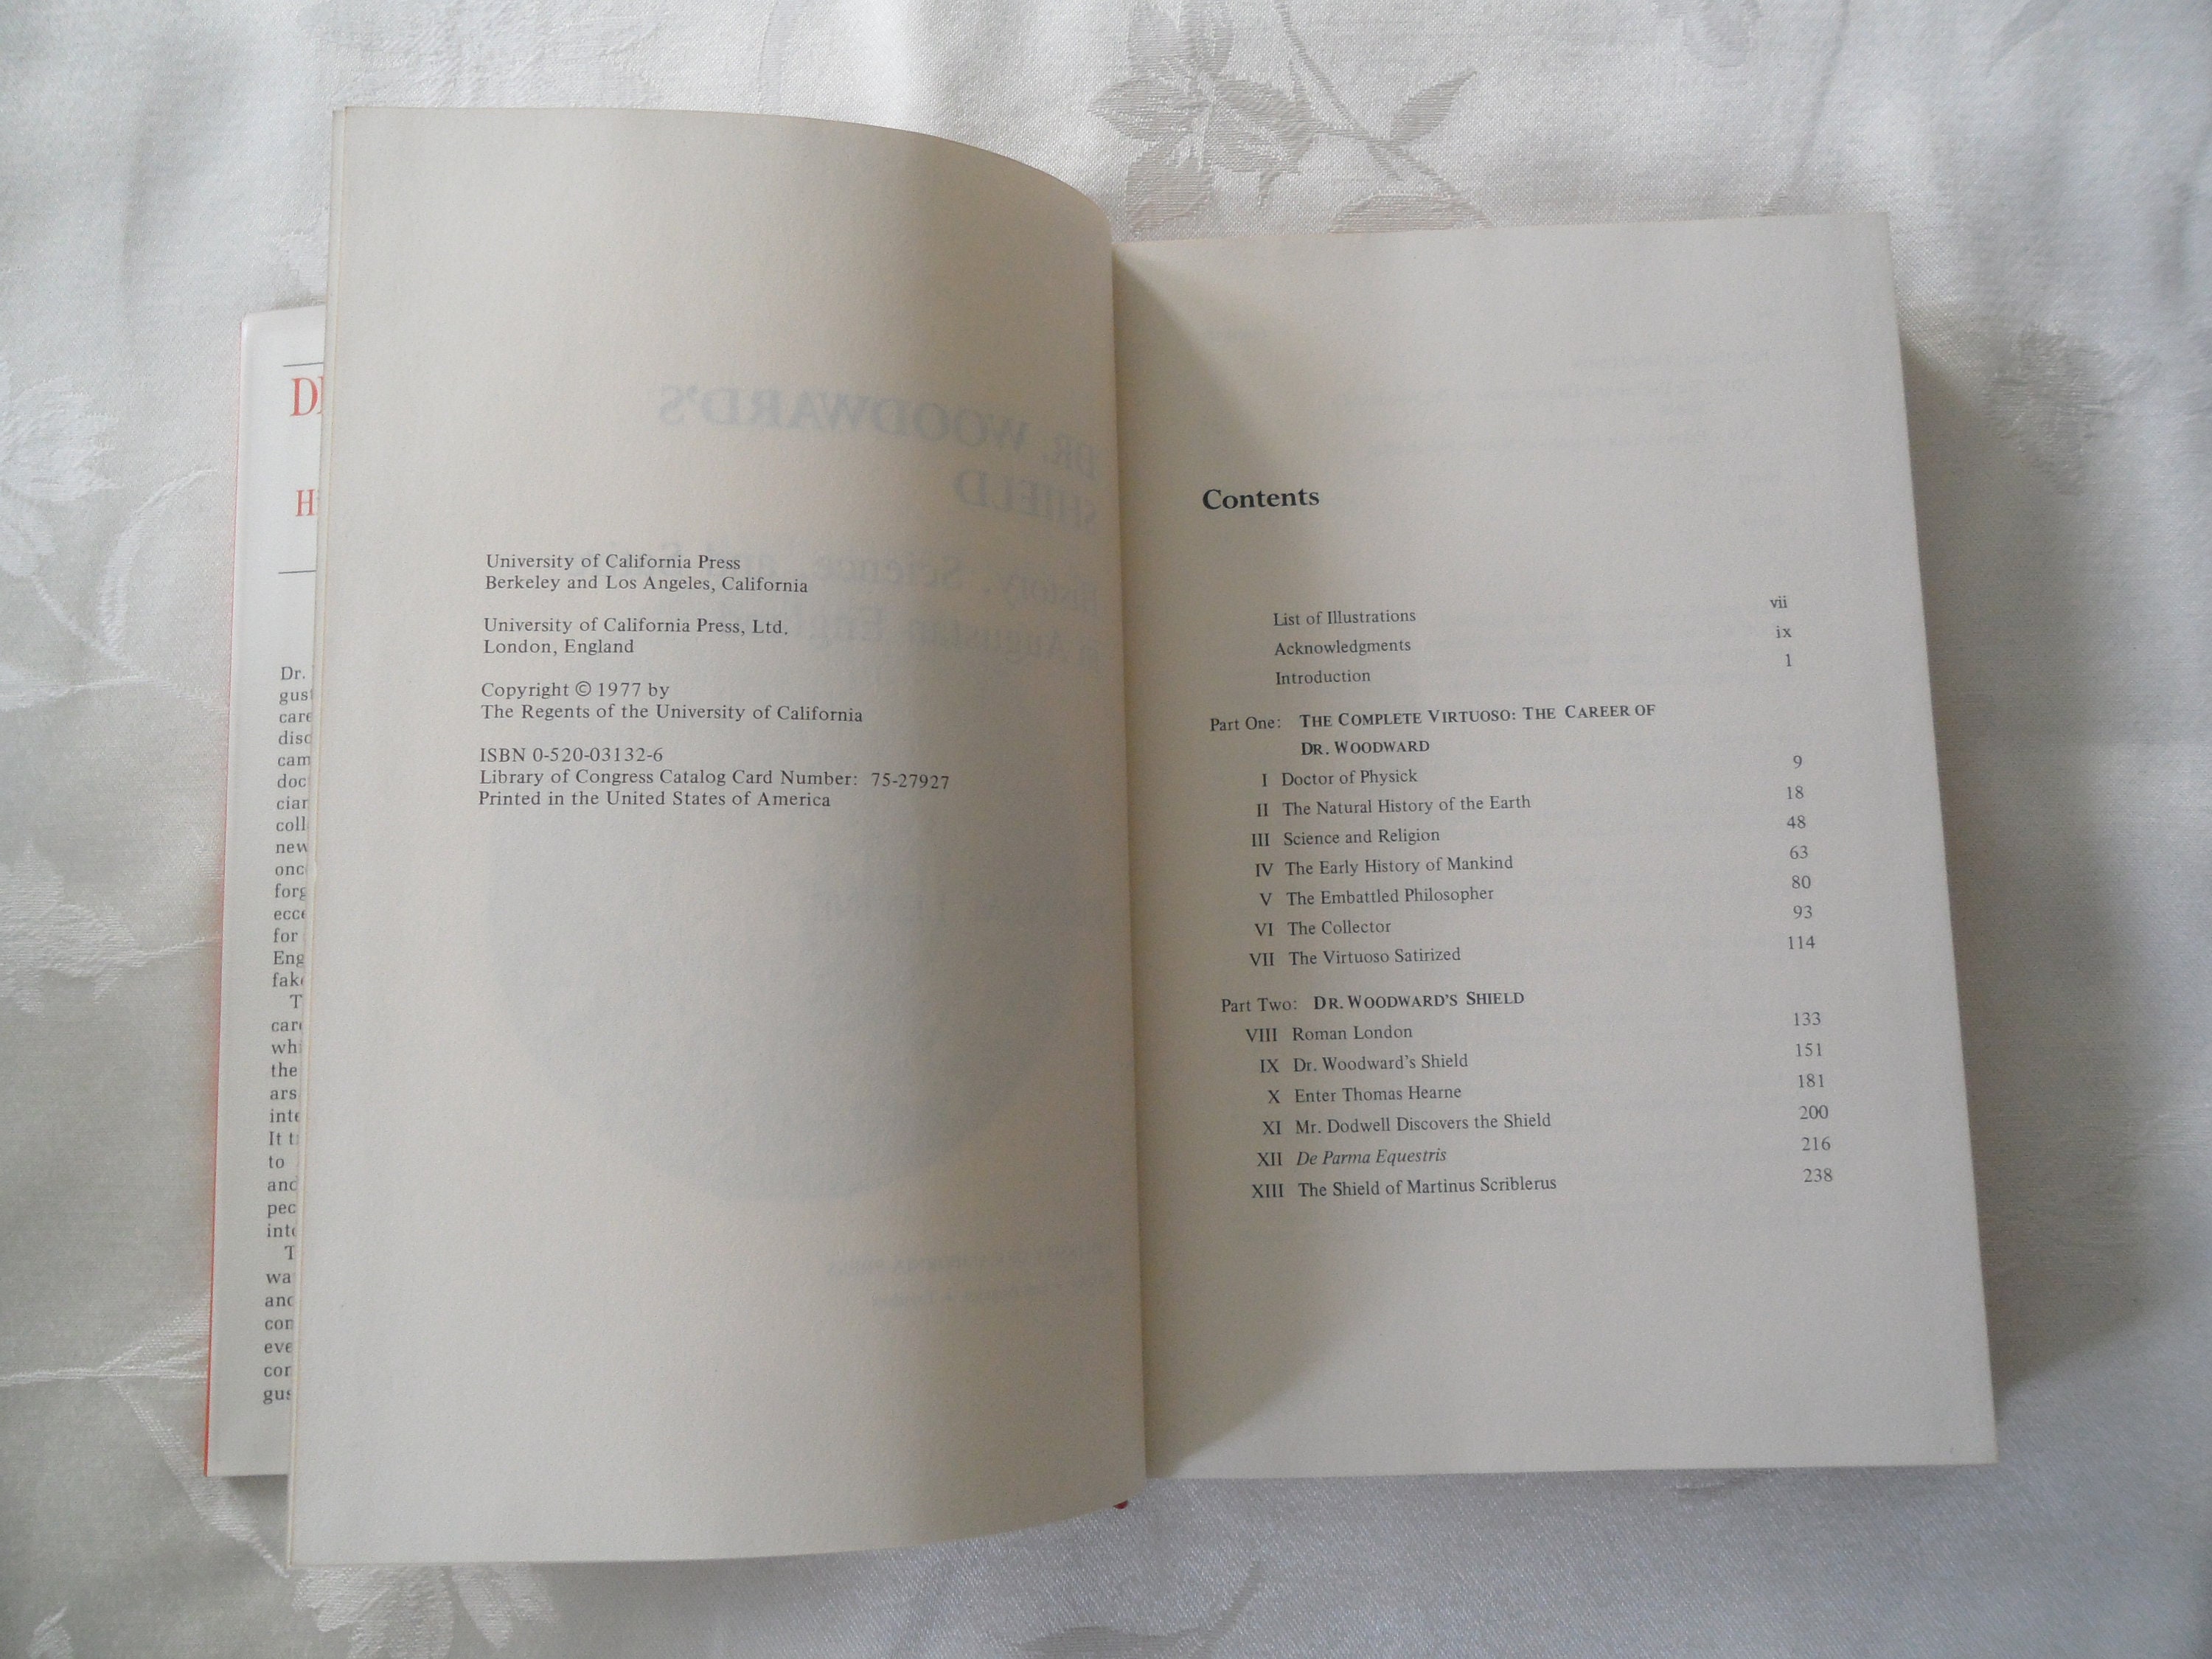 Dr.
University of California Press
Berkeley and Los Angeles, California
University of California Press, Ltd.
London, England
Copyright © 1977 by
The Regents of the University of California
ISBN 0-520-03132-6
Library of Congress Catalog Card Number: 75-27927
Printed in the United States of America
DR. WOODWARD'S
SHIELD
Contents
List of Illustrations vii
Acknowledgments ix
Introduction 1
Part One: THE COMPLETE VIRTUOSO: THE CAREER OF
DR. WOODWARD
I Doctor of Physick 9
II The Natural History of the Earth 18
III Science and Religion 48
IV The Early History of Mankind 63
V The Embattled Philosopher 80
VI The Collector 93
VII The Virtuoso Satirized 114
Part Two: DR. WOODWARD'S SHIELD
VIII Roman London 133
IX Dr. Woodward's Shield 151
X Enter Thomas Hearne 181
XI Mr. Dodwell Discovers the Shield 200
XII De Parma Equestris 216
XIII The Shield of Martinus Scriblerus 238